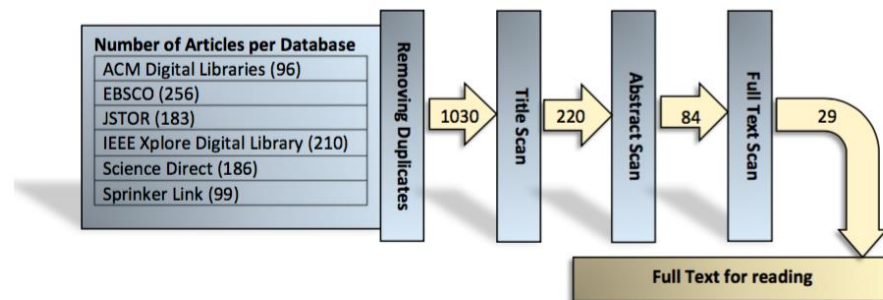 Number of Articles per Database
ACM Digital Libraries (96)
EBSCO (256)
JSTOR (183)
IEEE Xplore Digital Library (210)
Science Direct (186)
Sprinker Link (99)
Removing Duplicates
1030
Title Scan
220
Abstract Scan
84
Full Text Scan
29
Full Text for reading